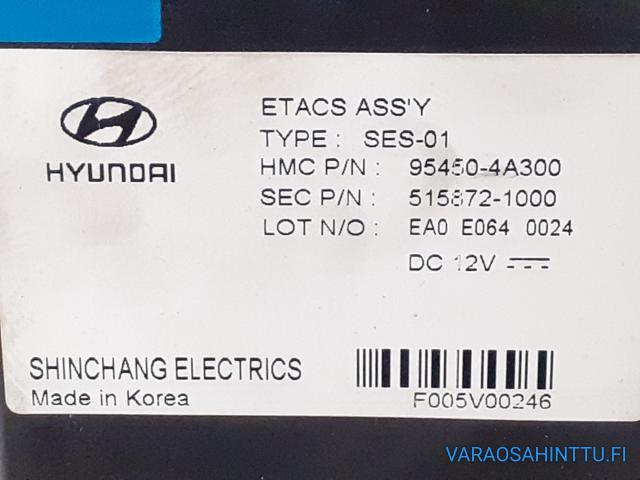 HYUNDAI
ETACS ASS'Y
TYPE : SES-01
HMC P/N : 95450-4A300
SEC P/N : 515872-1000
LOT N/O : EA0 E064 0024
DC 12V
SHINCHANG ELECTRICS
Made in Korea
F005V00246
VARAOSAHINTTU.FI